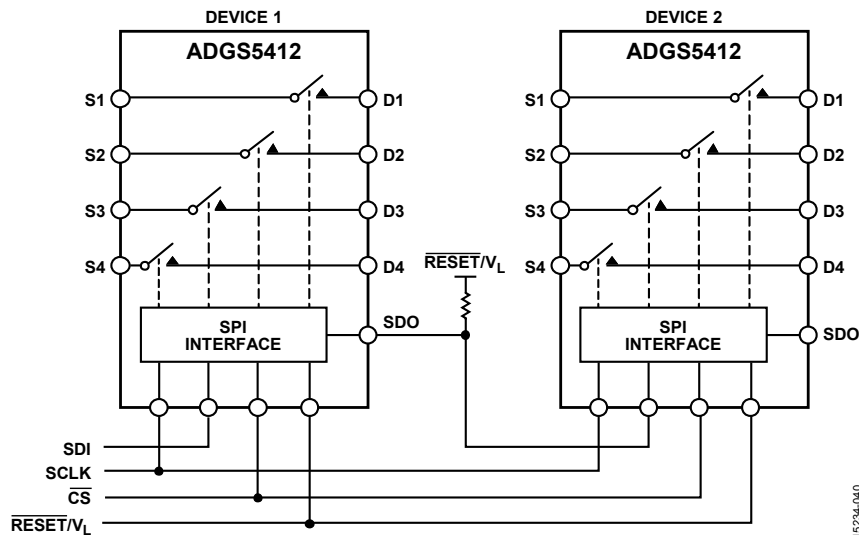 DEVICE 1
ADGS5412
S1
D1
S2
D2
S3
D3
S4
D4
SPI
INTERFACE
SDO
RESET/VL
DEVICE 2
ADGS5412
S1
D1
S2
D2
S3
D3
S4
D4
SPI
INTERFACE
SDO
SDI
SCLK
CS
RESET/VL